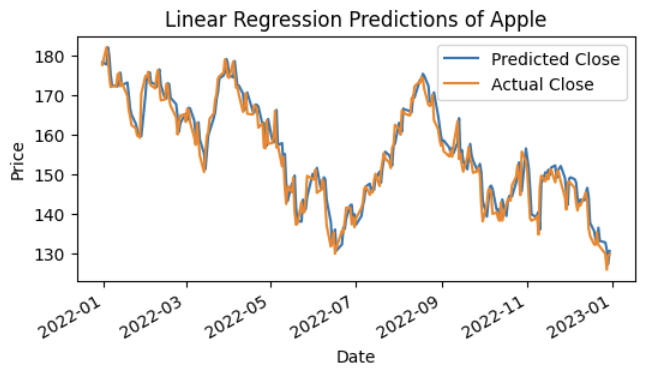 Linear Regression Predictions of Apple
Predicted Close
Actual Close
180
170
160
150
140
130
Price
2022-01
2022-03
2022-05
2022-07
2022-09
2022-11
2023-01
Date